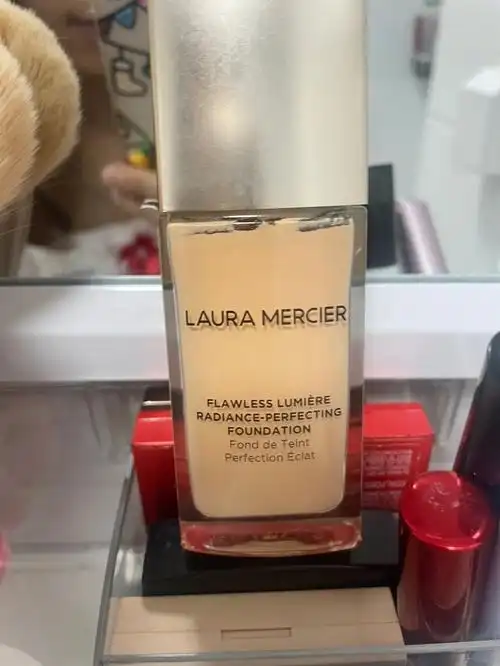 LAURA MERCIER
FLAWLESS LUMIÈRE
RADIANCE-PERFECTING
FOUNDATION
Fond de Teint
Perfection Éclat